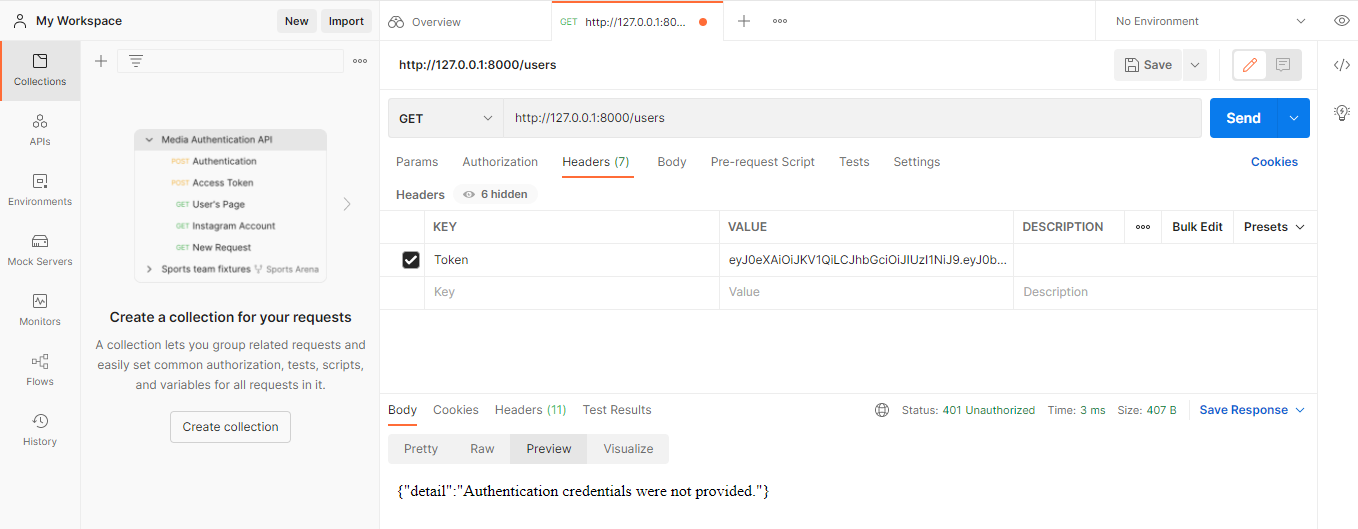 My Workspace
New
Import
Overview
GET http://127.0.0.1:80...
No Environment
Collections
APIs
Environments
Mock Servers
Monitors
Flows
History
Media Authentication API
POST Authentication
POST Access Token
GET User's Page
GET Instagram Account
GET New Request
Sports team fixtures
Sports Arena
Create a collection for your requests
A collection lets you group related requests and
easily set common authorization, tests, scripts,
and variables for all requests in it.
Create collection
http://127.0.0.1:8000/users
Save
GET
http://127.0.0.1:8000/users
Send
Params
Authorization
Headers (7)
Body
Pre-request Script
Tests
Settings
Cookies
Headers
6 hidden
KEY
VALUE
DESCRIPTION
Bulk Edit
Presets
Token
eyJ0eXAiOiJKV1QiLCJhbGciOiJIUzI1NiJ9.eyJ0b...
Key
Value
Description
Body
Cookies
Headers (11)
Test Results
Status: 401 Unauthorized
Time: 3 ms
Size: 407 B
Save Response
Pretty
Raw
Preview
Visualize
{"detail":"Authentication credentials were not provided."}